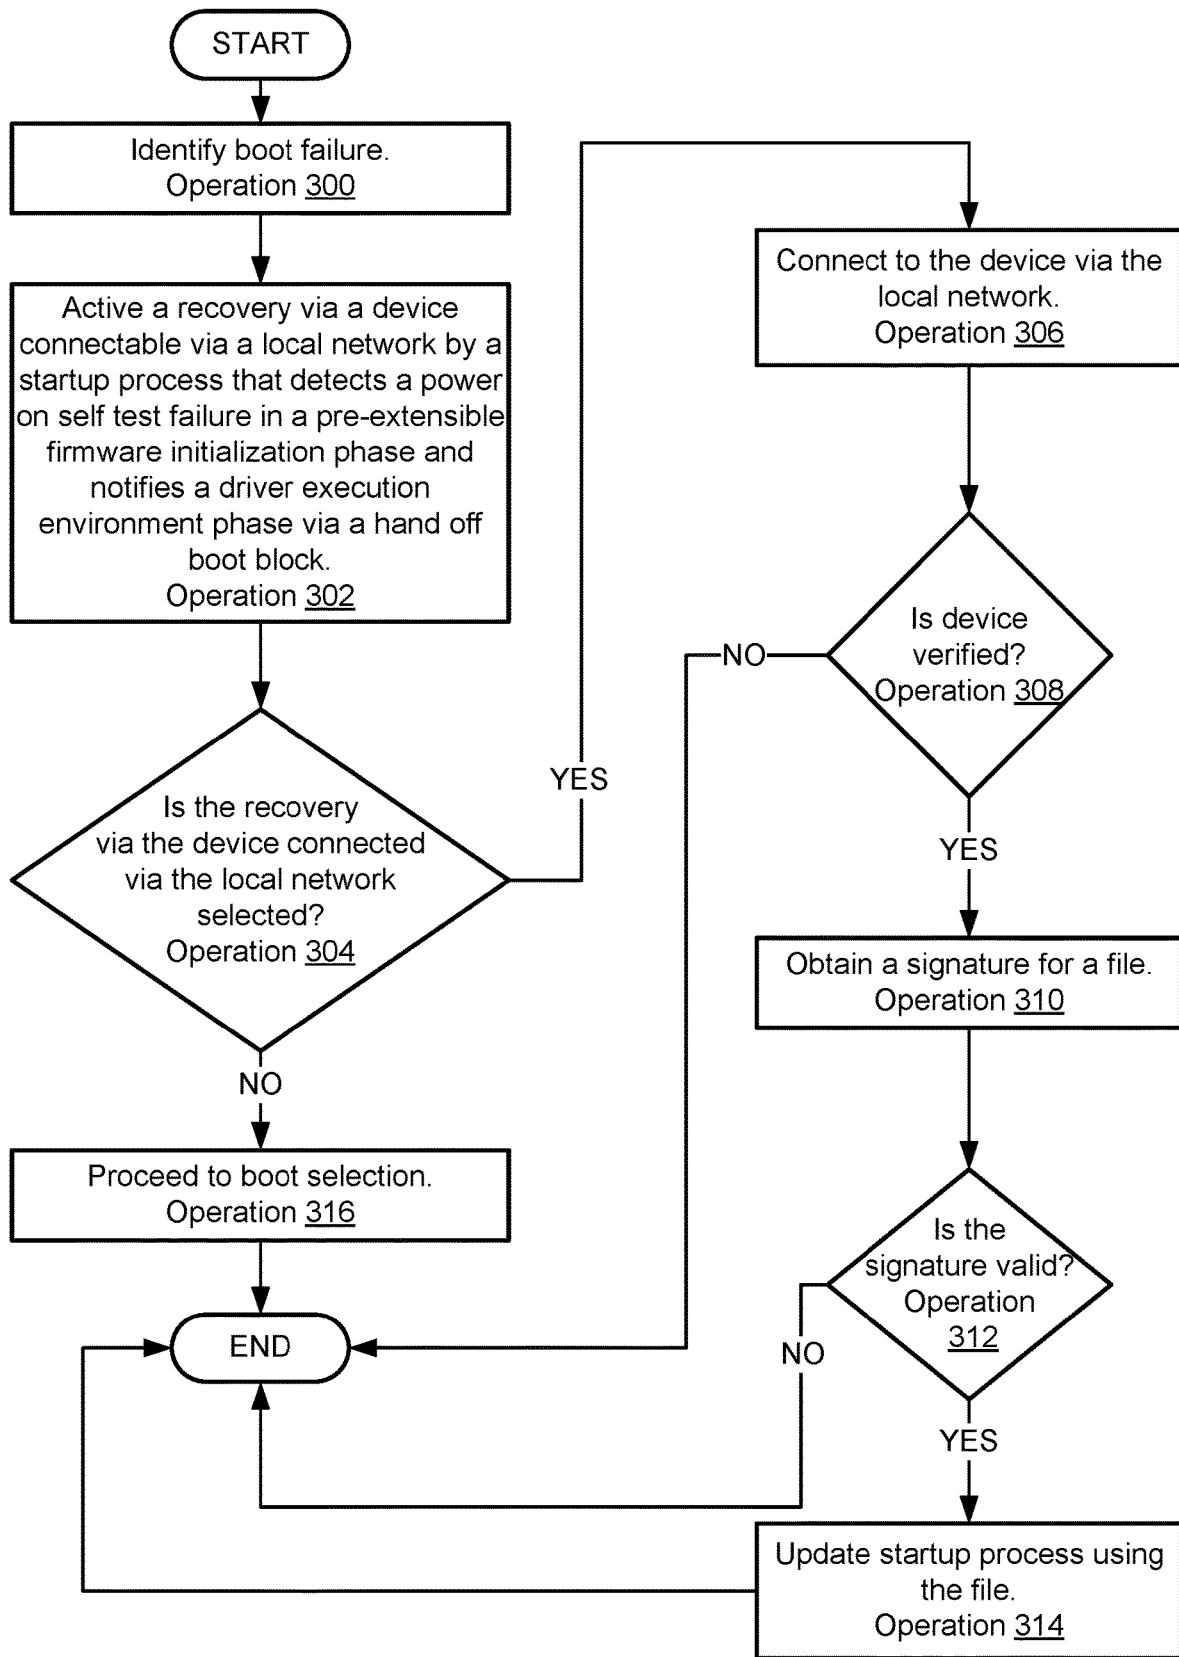 START
Identify boot failure.
Operation 300
Active a recovery via a device
connectable via a local network by a
startup process that detects a power
on self test failure in a pre-extensible
firmware initialization phase and
notifies a driver execution
environment phase via a hand off
boot block.
Operation 302
Is the recovery
via the device connected
via the local network
selected?
Operation 304
YES
NO
Proceed to boot selection.
Operation 316
END
Connect to the device via the
local network.
Operation 306
Is device
verified?
Operation 308
NO
YES
Obtain a signature for a file.
Operation 310
Is the
signature valid?
Operation
312
NO
YES
Update startup process using
the file.
Operation 314